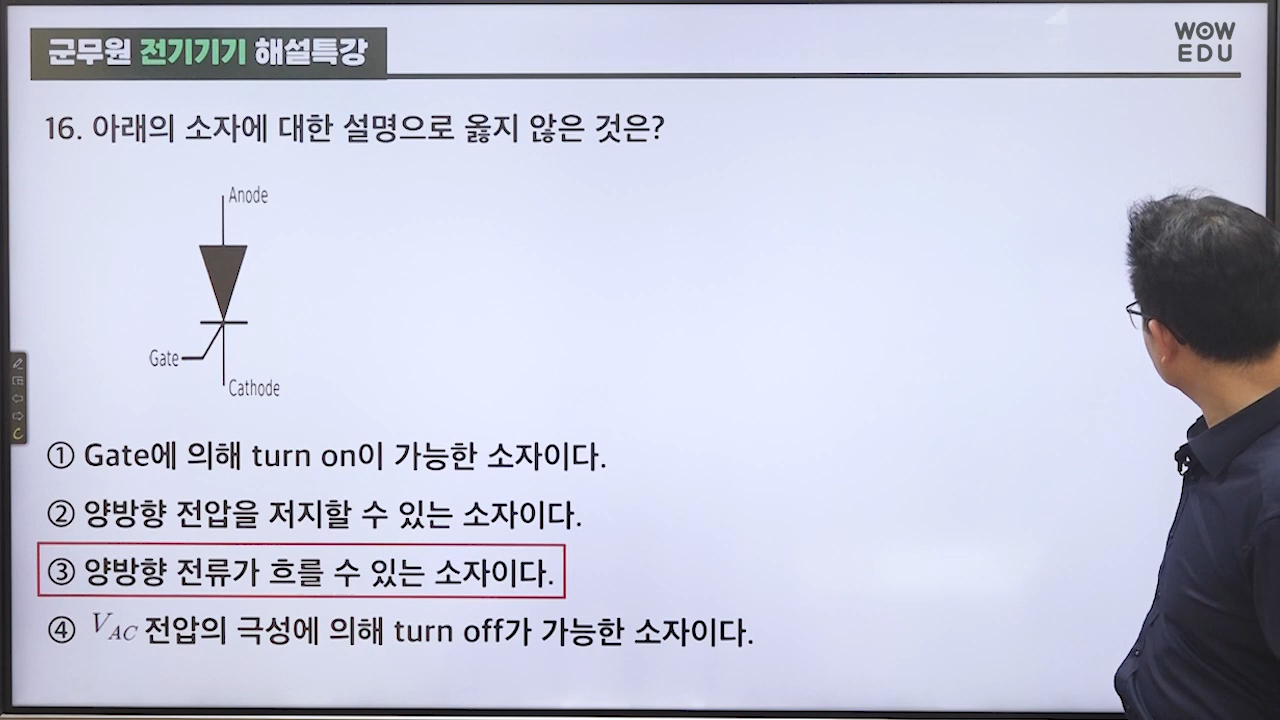 군무원 전기기기 해설특강
WOW
EDU
16. 아래의 소자에 대한 설명으로 옳지 않은 것은?
Anode
Gate
Cathode
① Gate에 의해 turn on이 가능한 소자이다.
② 양방향 전압을 저지할 수 있는 소자이다.
③ 양방향 전류가 흐를 수 있는 소자이다.
④ V_AC 전압의 극성에 의해 turn off가 가능한 소자이다.